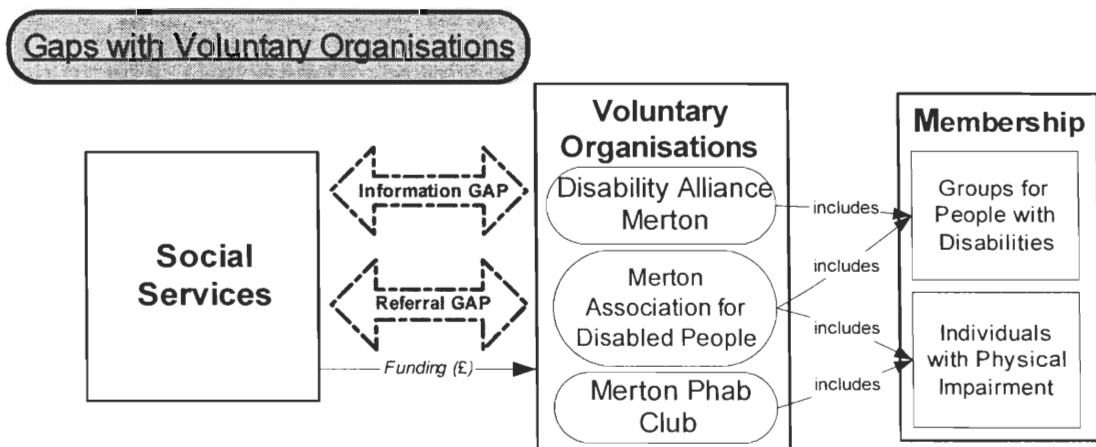 Gaps with Voluntary Organisations
Social
Services
Information GAP
Referral GAP
Funding (£)
Voluntary
Organisations
Disability Alliance
Merton
Merton
Association for
Disabled People
Merton Phab
Club
includes
includes
includes
includes
Membership
Groups for
People with
Disabilities
Individuals
with Physical
Impairment